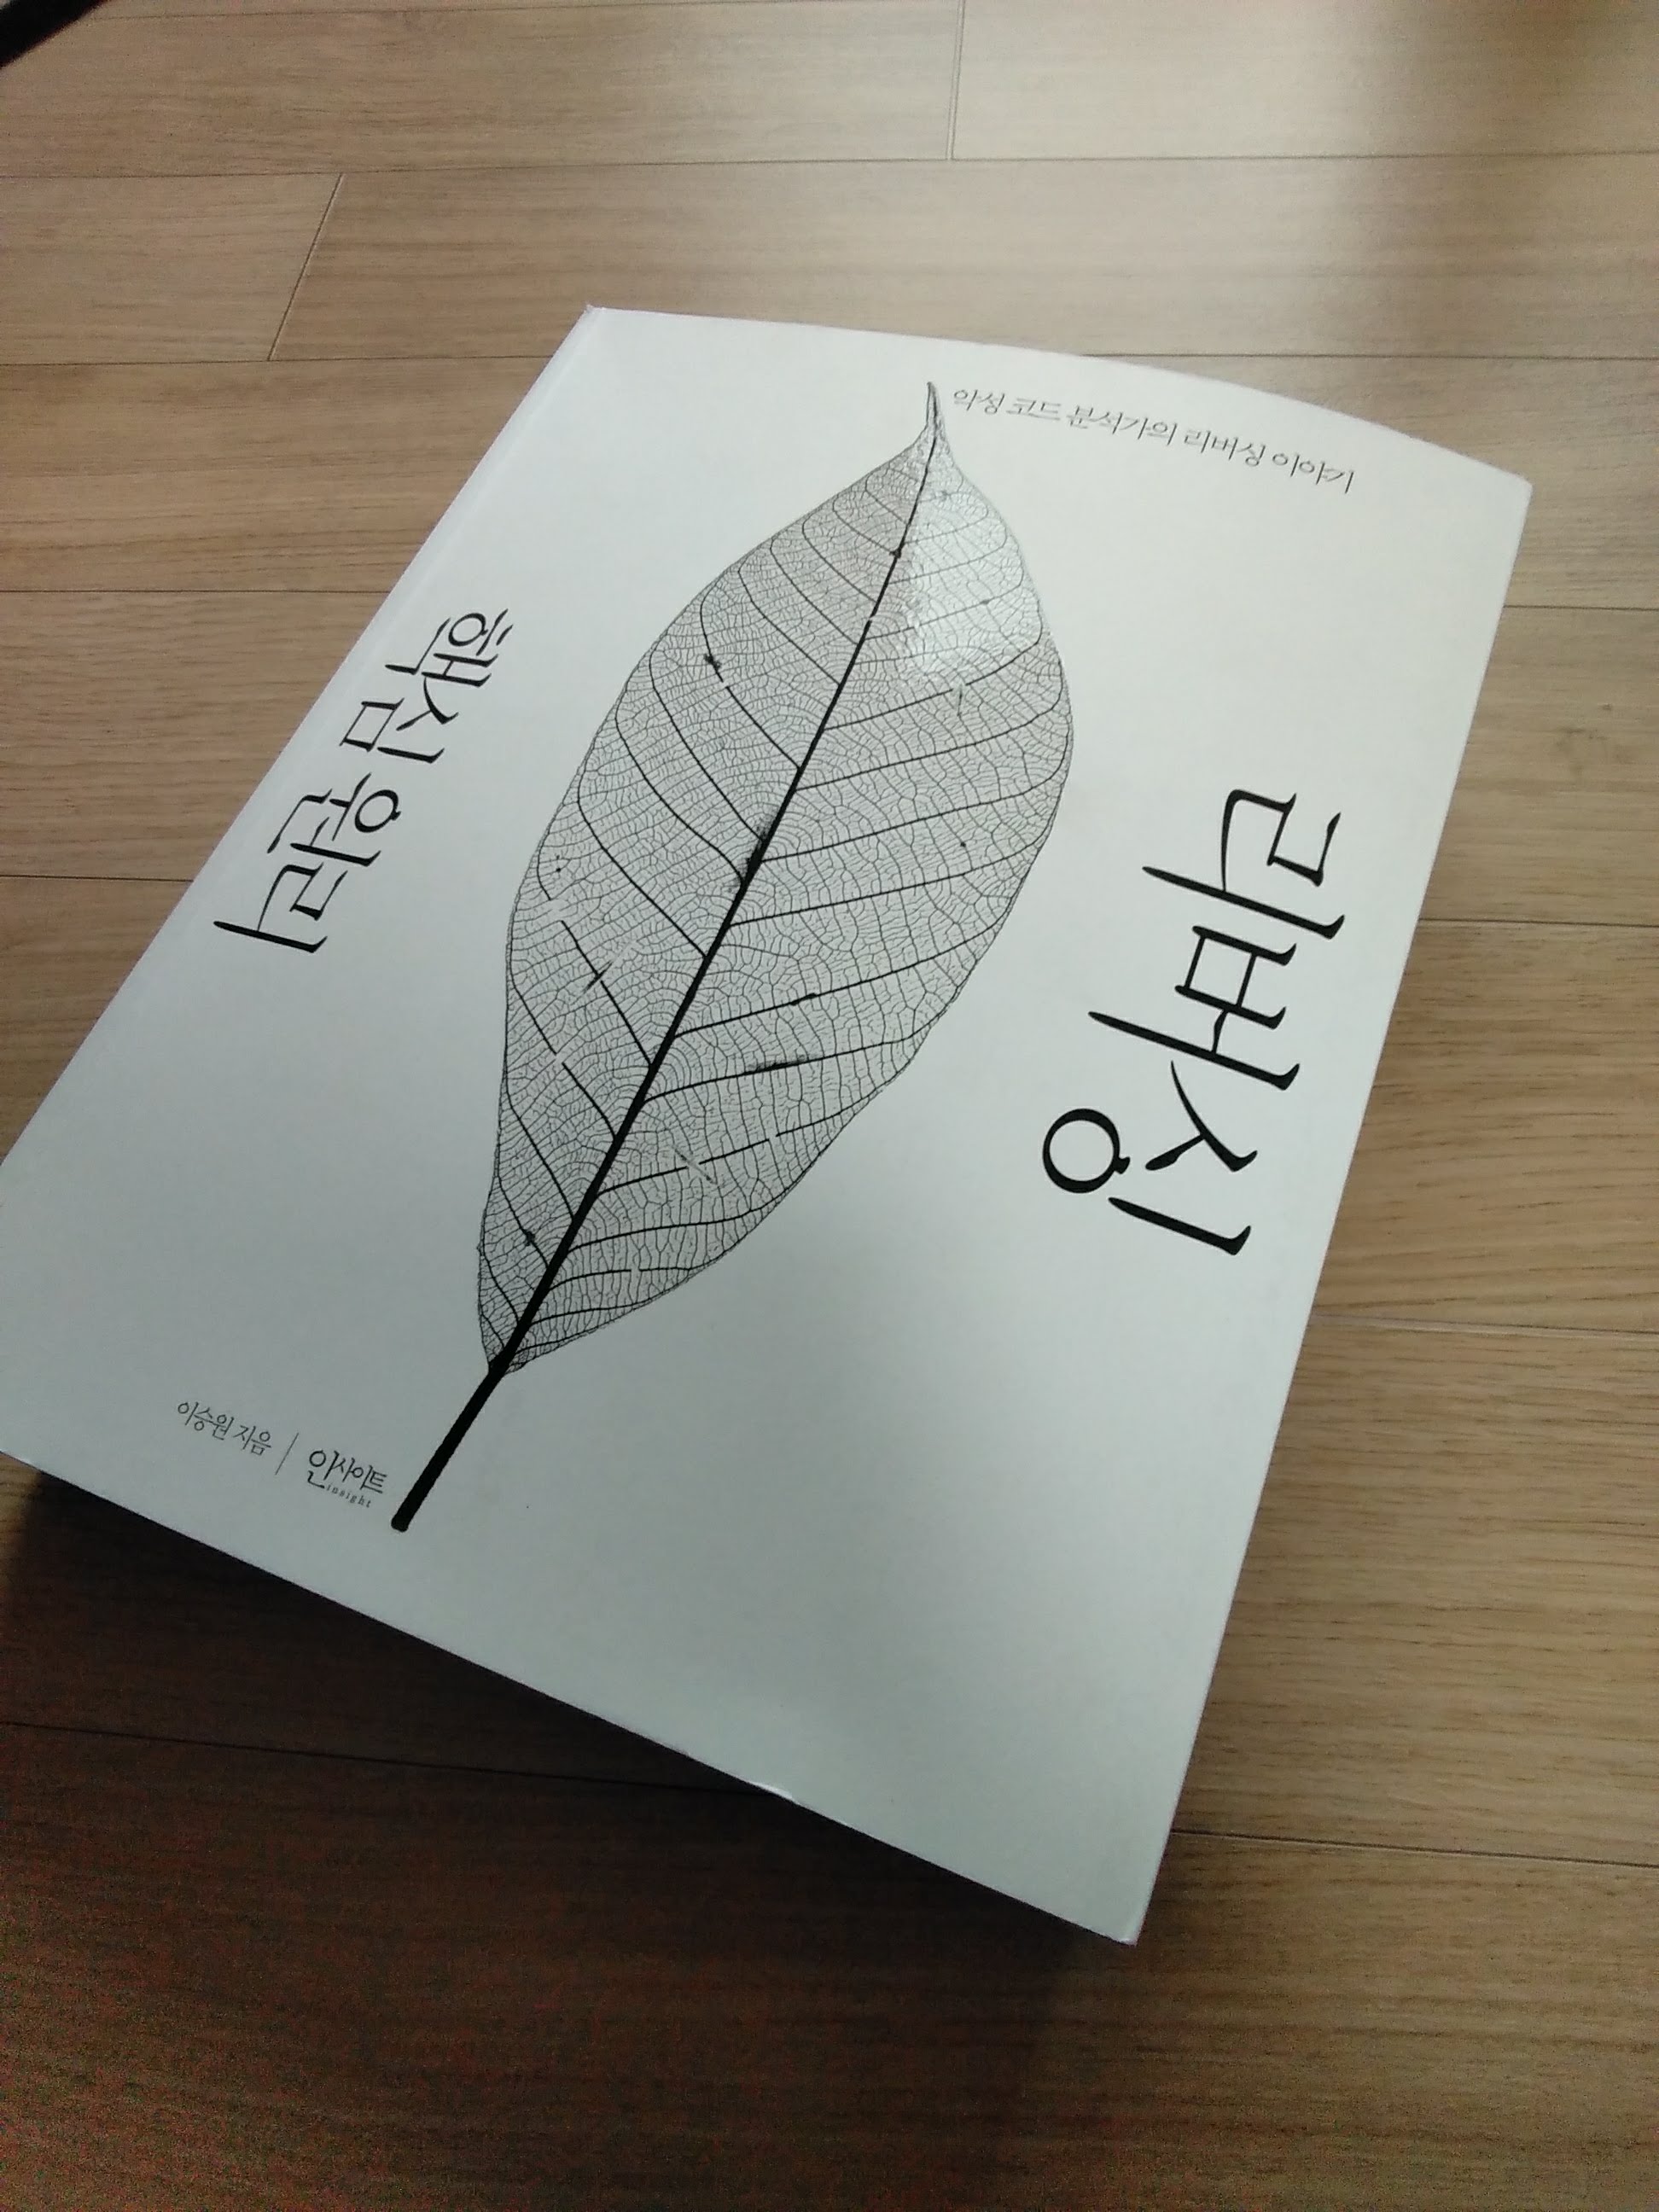 악성 코드 분석가의 리버싱 이야기
리버싱
핵심 원리
이승원 지음
인사이트
insight